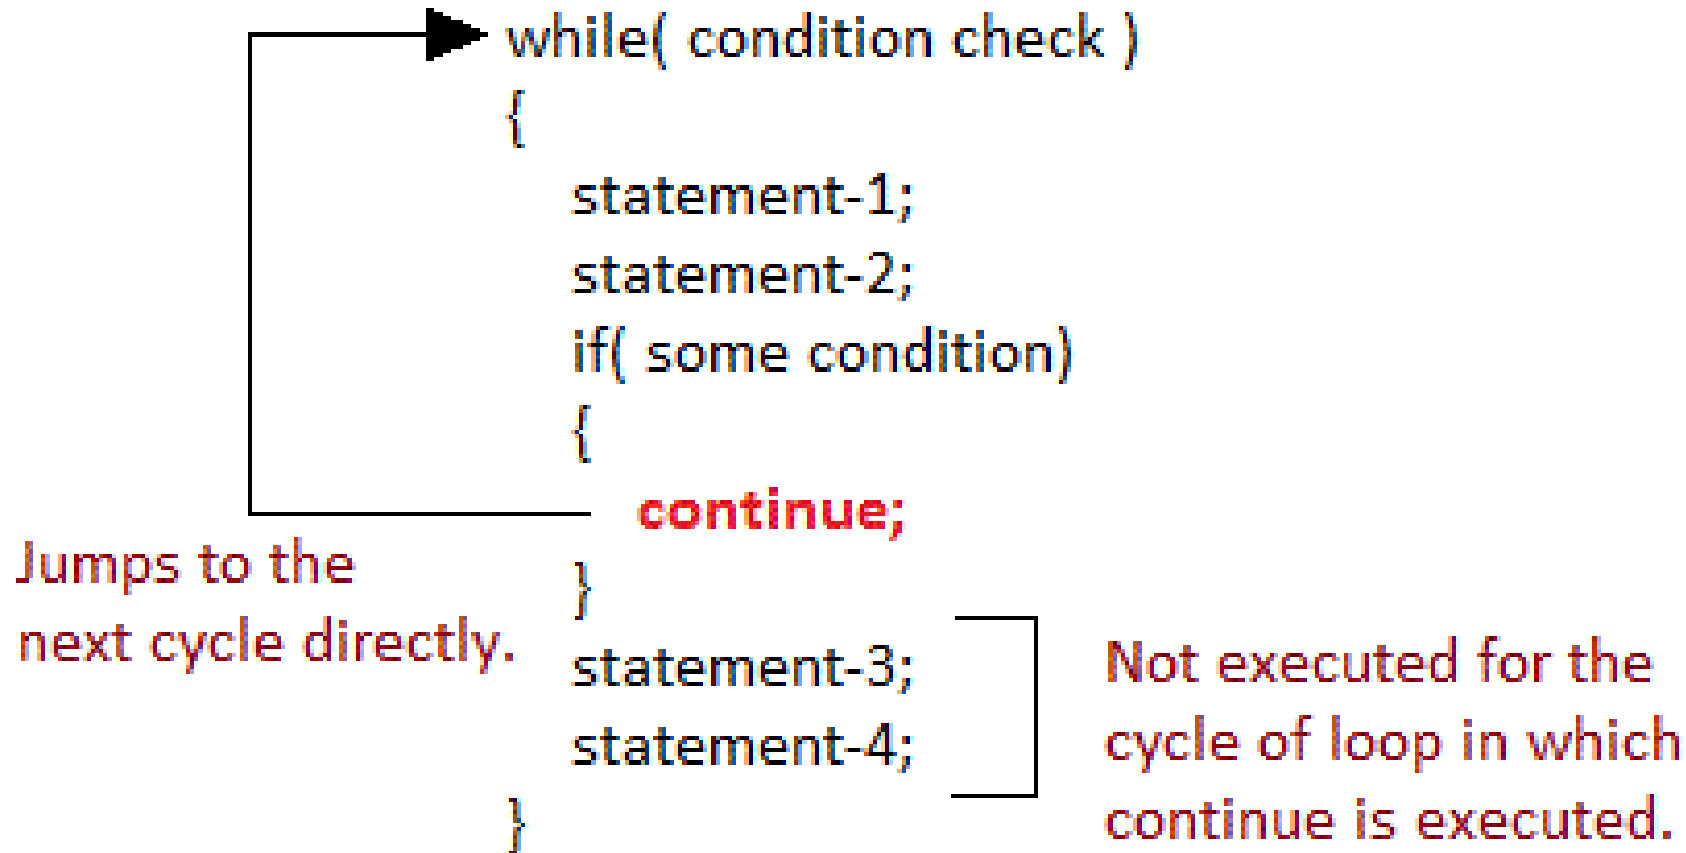 while( condition check )
{
statement-1;
statement-2;
if( some condition)
{
continue;
}
statement-3;
statement-4;
}
Jumps to the
next cycle directly.
Not executed for the
cycle of loop in which
continue is executed.